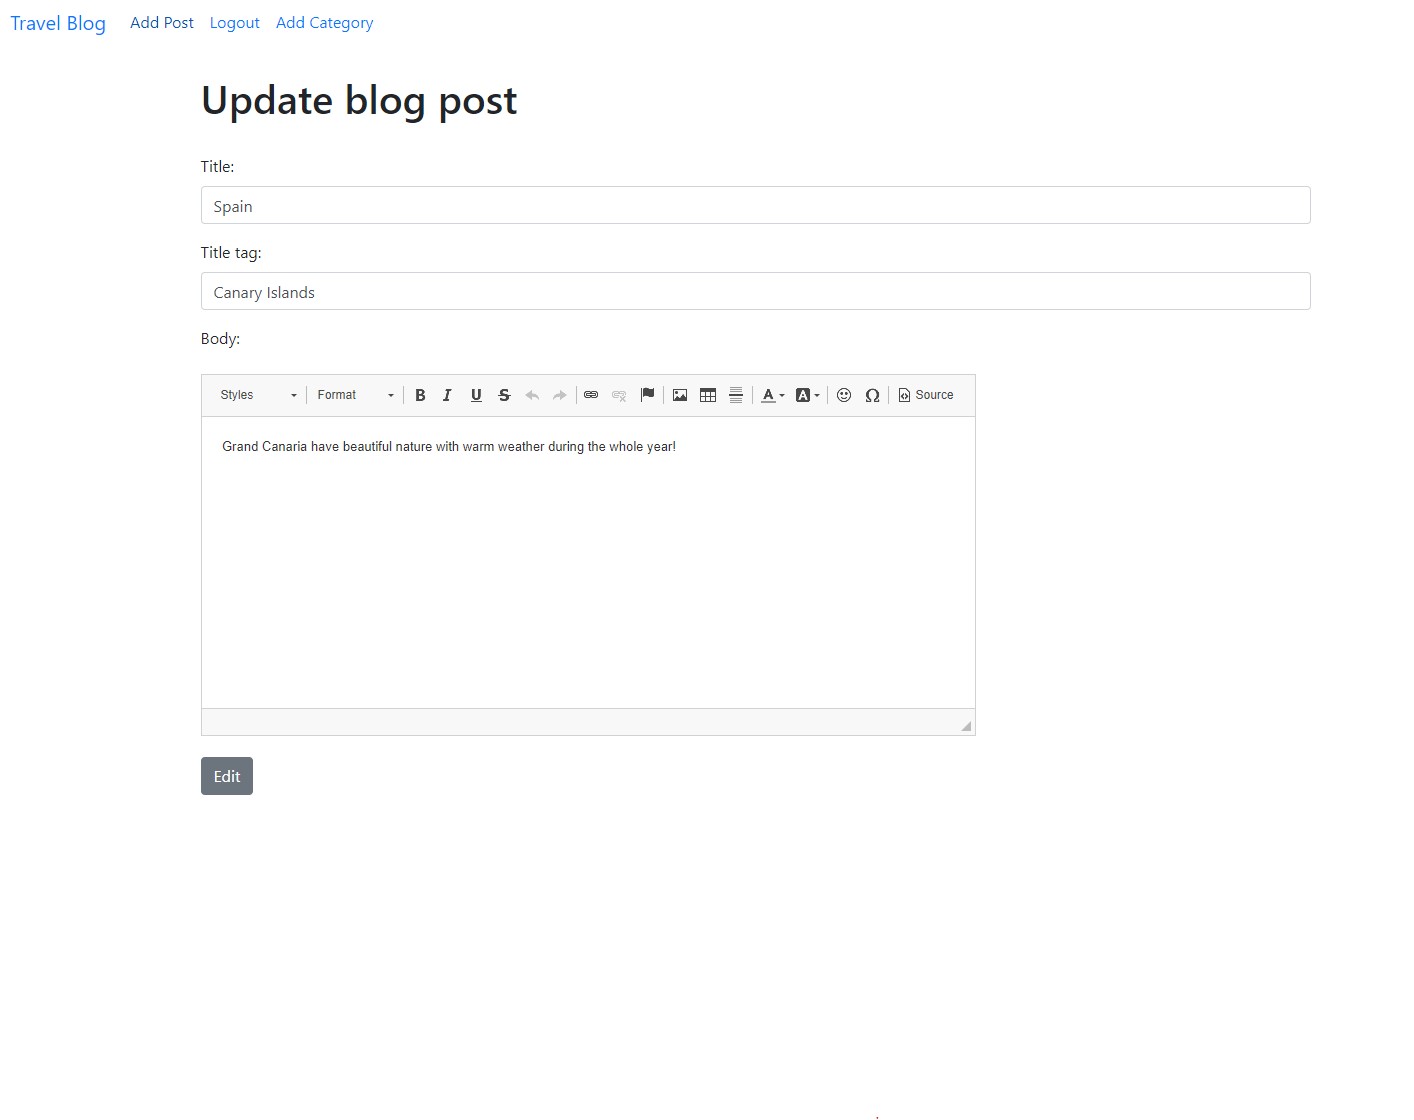 Travel Blog Add Post Logout Add Category
Update blog post
Title:
Spain
Title tag:
Canary Islands
Body:
Styles Format B I U S A A Ω Source
Grand Canaria have beautiful nature with warm weather during the whole year!
Edit